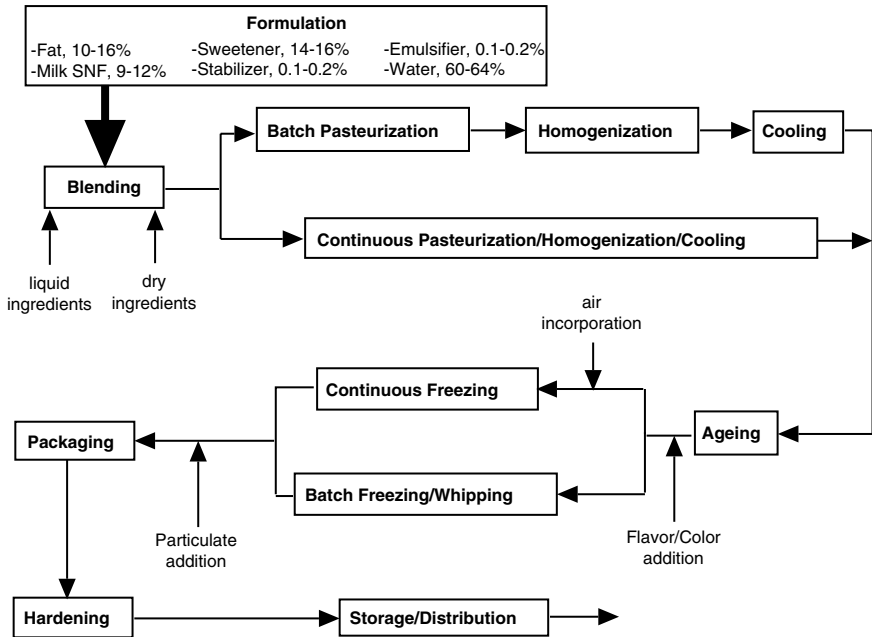 Formulation
-Fat, 10-16%
-Sweetener, 14-16%
-Emulsifier, 0.1-0.2%
-Milk SNF, 9-12%
-Stabilizer, 0.1-0.2%
-Water, 60-64%
Batch Pasteurization
Homogenization
Cooling
Blending
Continuous Pasteurization/Homogenization/Cooling
liquid
ingredients
dry
ingredients
air
incorporation
Continuous Freezing
Packaging
Ageing
Batch Freezing/Whipping
Particulate
addition
Flavor/Color
addition
Hardening
Storage/Distribution